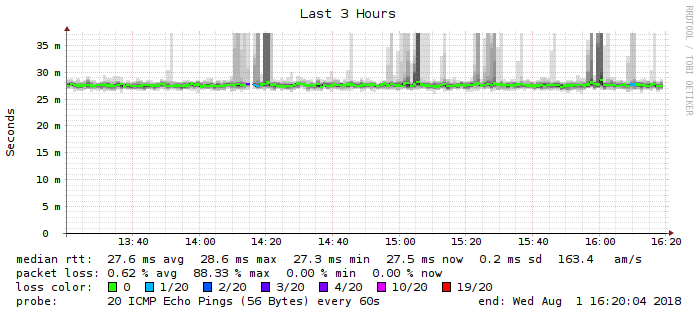 Last 3 Hours
RRDTOOL / TOBI OETIKER
Seconds
35 m
30 m
25 m
20 m
15 m
10 m
5 m
0
13:40 14:00 14:20 14:40 15:00 15:20 15:40 16:00 16:20
median rtt: 27.6 ms avg 28.6 ms max 27.3 ms min 27.5 ms now 0.2 ms sd 163.4 am/s
packet loss: 0.62 % avg 88.33 % max 0.00 % min 0.00 % now
loss color: 0 1/20 2/20 3/20 4/20 10/20 19/20
probe: 20 ICMP Echo Pings (56 Bytes) every 60s end: Wed Aug 1 16:20:04 2018